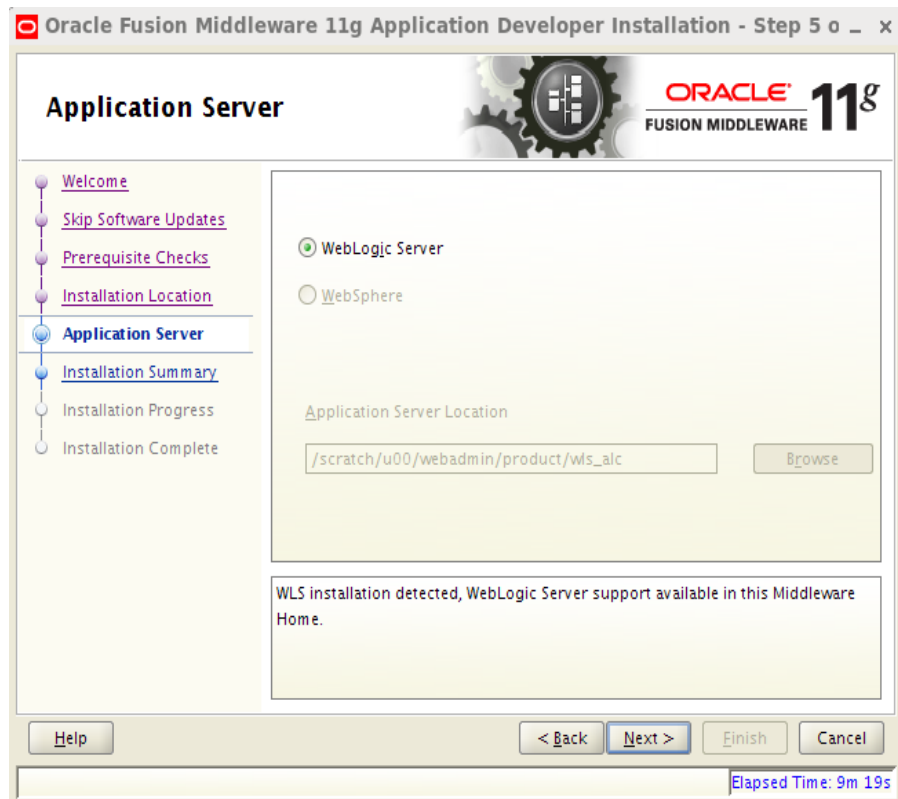 Oracle Fusion Middleware 11g Application Developer Installation - Step 5 o
Application Server
ORACLE
FUSION MIDDLEWARE
11g
Welcome
Skip Software Updates
Prerequisite Checks
Installation Location
Application Server
Installation Summary
Installation Progress
Installation Complete
WebLogic Server
WebSphere
Application Server Location
/scratch/u00/webadmin/product/wls_alc
Browse
WLS installation detected, WebLogic Server support available in this Middleware
Home.
Help
< Back
Next >
Finish
Cancel
Elapsed Time: 9m 19s